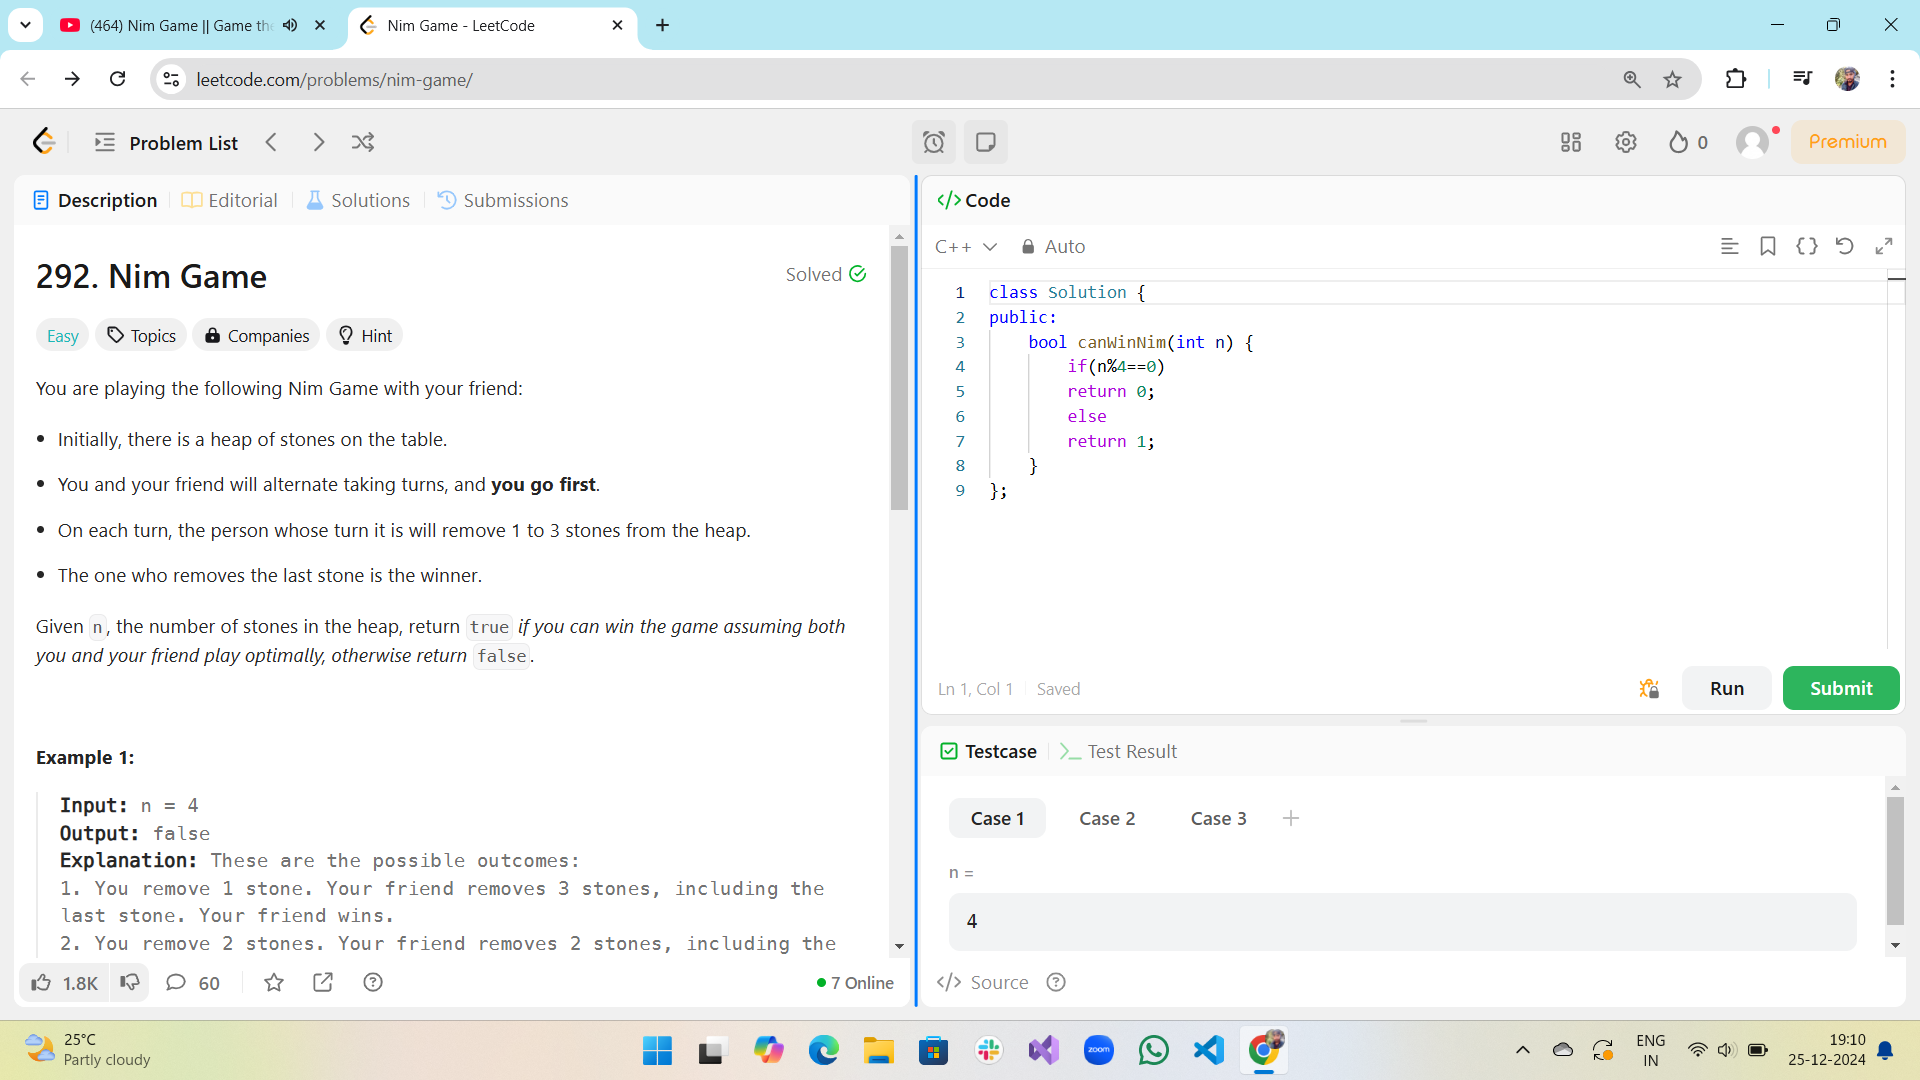 (464) Nim Game || Game the
Nim Game - LeetCode
leetcode.com/problems/nim-game/
Problem List
0
Premium
Description
Editorial
Solutions
Submissions
292. Nim Game
Solved
Easy
Topics
Companies
Hint
You are playing the following Nim Game with your friend:
• Initially, there is a heap of stones on the table.
• You and your friend will alternate taking turns, and you go first.
• On each turn, the person whose turn it is will remove 1 to 3 stones from the heap.
• The one who removes the last stone is the winner.
Given n, the number of stones in the heap, return true if you can win the game assuming both
you and your friend play optimally, otherwise return false.
Example 1:
Input: n = 4
Output: false
Explanation: These are the possible outcomes:
1. You remove 1 stone. Your friend removes 3 stones, including the
last stone. Your friend wins.
2. You remove 2 stones. Your friend removes 2 stones, including the
1.8K
60
7 Online
</> Code
C++
Auto
1 class Solution {
2 public:
3     bool canWinNim(int n) {
4         if(n%4==0)
5         return 0;
6         else
7         return 1;
8     }
9 };
Ln 1, Col 1
Saved
Run
Submit
Testcase
Test Result
Case 1
Case 2
Case 3
n =
4
</> Source
25°C
Partly cloudy
zoom
ENG
IN
19:10
25-12-2024